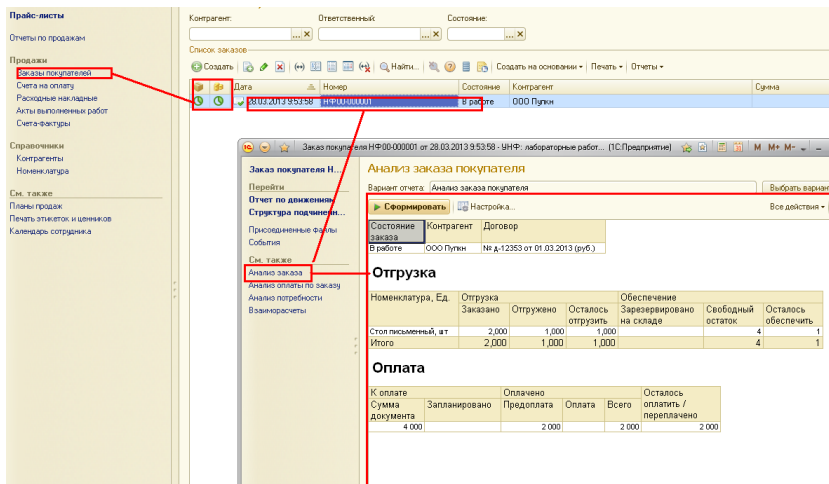 Прайс-листы
Отчеты по продажам
Продажи
Заказы покупателей
Счета на оплату
Расходные накладные
Акты выполненных работ
Счета-фактуры
Справочники
Контрагенты
Номенклатура
См. также
Планы продаж
Печать этикеток и ценников
Календарь сотрудника
Контрагент: Ответственный: Состояние:
Список заказов
Создать Найти... Создать на основании Печать Отчеты
Дата Номер Состояние Контрагент Сумма
28.03.2013 9:53:58 НФ00-000001 В работе ООО Пупкн
Заказ покупателя НФ00-000001 от 28.03.2013 9:53:58 - УНФ: лабораторные работ... (1С:Предприятие) M M+ M-
Заказ покупателя Н...
Перейти
Отчет по движениям
Структура подчинен...
Присоединенные файлы
События
См. также
Анализ заказа
Анализ оплаты по заказу
Анализ потребности
Взаиморасчеты
Анализ заказа покупателя
Вариант отчета: Анализ заказа покупателя Выбрать вариан
Сформировать Настройка... Все действия
Состояние заказа Контрагент Договор
В работе ООО Пупкн № д-12353 от 01.03.2013 (руб.)
Отгрузка
Номенклатура, Ед. Отгрузка Обеспечение
Заказано Отгружено Осталось отгрузить Зарезервировано на складе Свободный остаток Осталось обеспечить
Стол письменный, шт 2,000 1,000 1,000 4 1
Итого 2,000 1,000 1,000 4 1
Оплата
К оплате Оплачено Осталось оплатить / переплачено
Сумма документа Запланировано Предоплата Оплата Всего
4 000 2 000 2 000 2 000